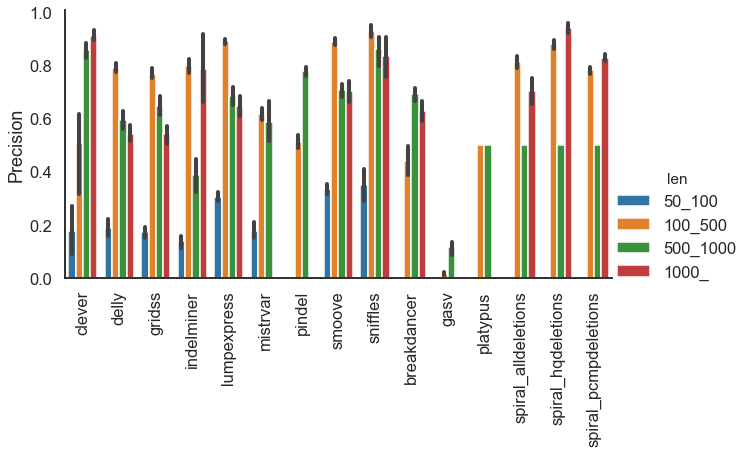 1.0
0.8
0.6
0.4
0.2
0.0
Precision
clever
delly
gridss
indelminer
lumpexpress
mistrvar
pindel
smoove
sniffles
breakdancer
gasv
platypus
spiral_alldeletions
spiral_hqdeletions
spiral_pcmpdeletions
len
50_100
100_500
500_1000
1000_